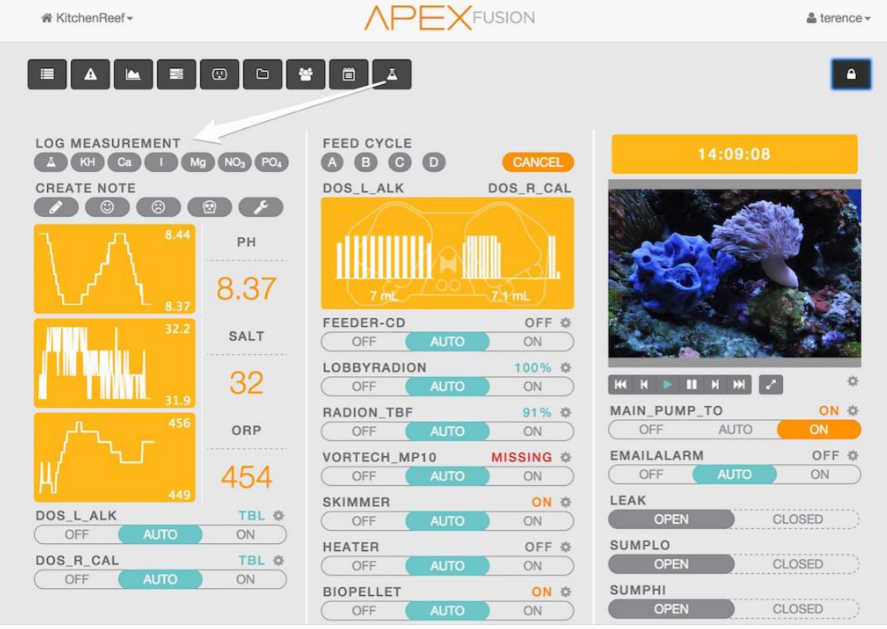 KitchenReef
APEX FUSION
terence
LOG MEASUREMENT
KH Ca I Mg NO₃ PO₄
CREATE NOTE
8.44
8.37
PH
8.37
32.2
31.9
SALT
32
456
449
ORP
454
DOS_L_ALK TBL
OFF AUTO ON
DOS_R_CAL TBL
OFF AUTO ON
FEED CYCLE
A B C D CANCEL
DOS_L_ALK DOS_R_CAL
7 mL 7.1 mL
FEEDER-CD OFF
OFF AUTO ON
LOBBYRADION 100%
OFF AUTO ON
RADION_TBF 91%
OFF AUTO ON
VORTECH_MP10 MISSING
OFF AUTO ON
SKIMMER ON
OFF AUTO ON
HEATER OFF
OFF AUTO ON
BIOPELLET ON
OFF AUTO ON
14:09:08
MAIN_PUMP_TO ON
OFF AUTO ON
EMAILALARM OFF
OFF AUTO ON
LEAK
OPEN CLOSED
SUMPLO
OPEN CLOSED
SUMPHI
OPEN CLOSED